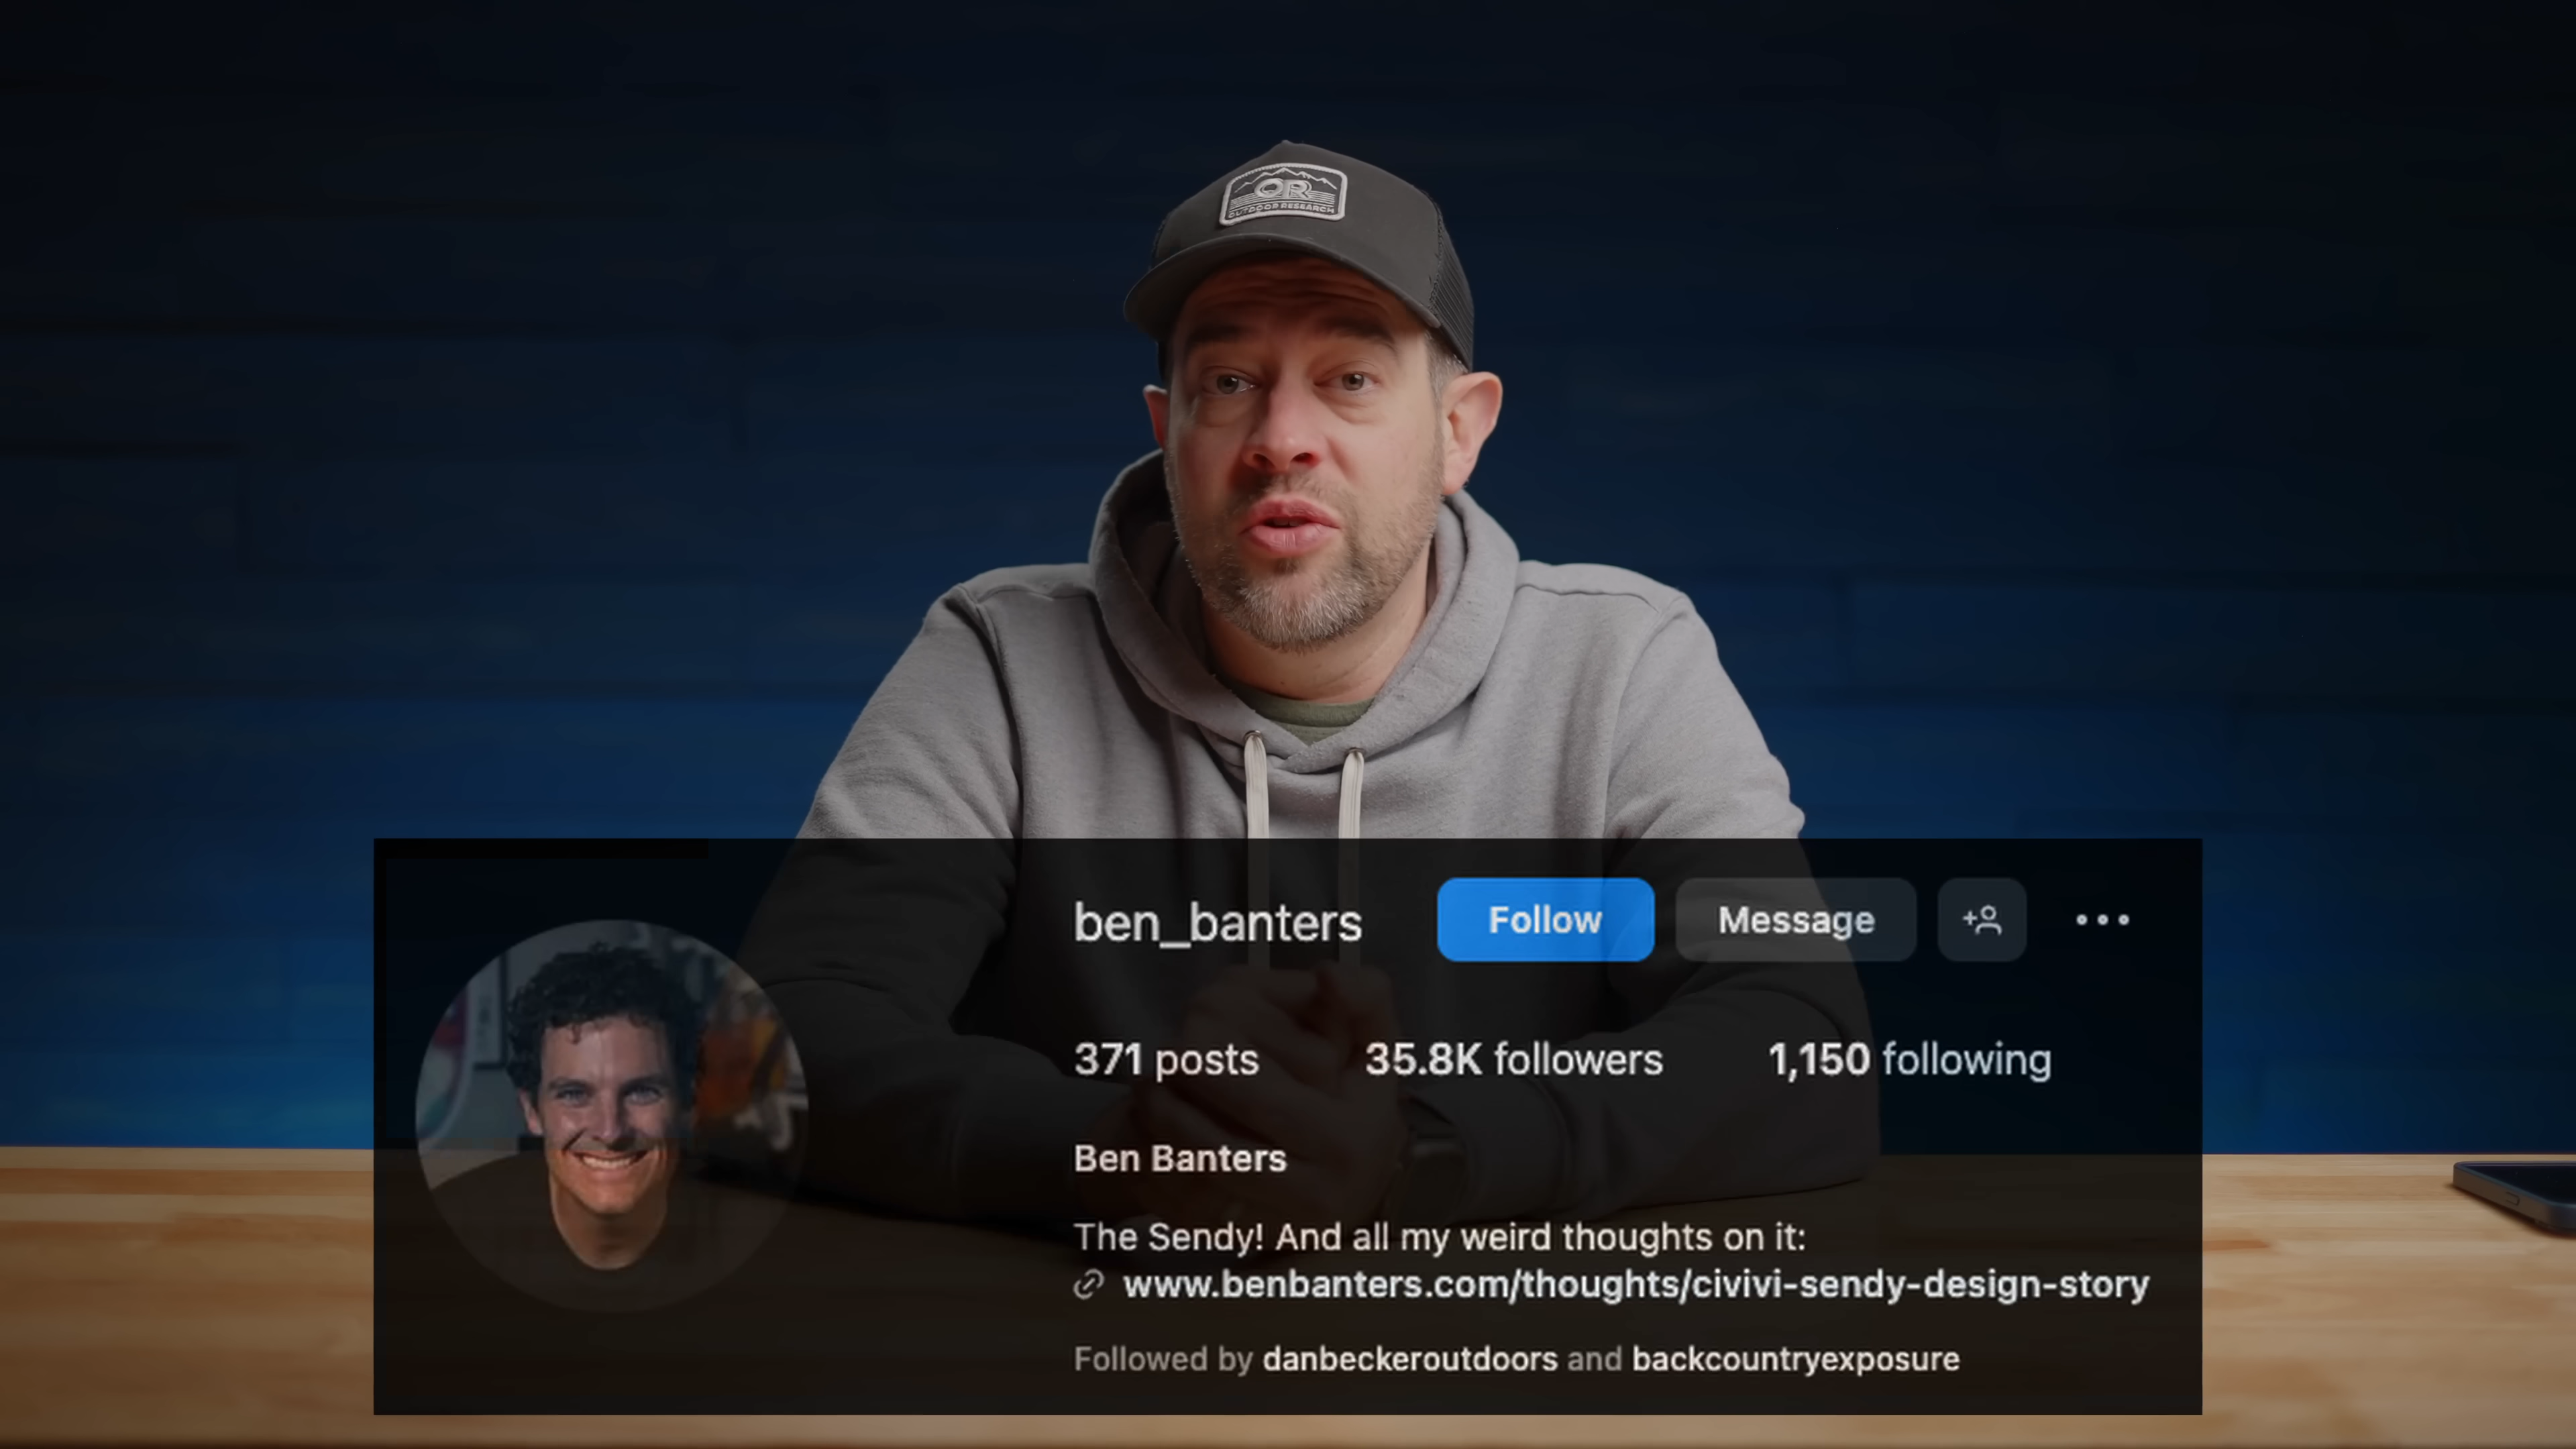 OR
OUTDOOR RESEARCH
ben_banters Follow Message
371 posts 35.8K followers 1,150 following
Ben Banters
The Sendy! And all my weird thoughts on it:
www.benbanters.com/thoughts/civivi-sendy-design-story
Followed by danbeckeroutdoors and backcountryexposure